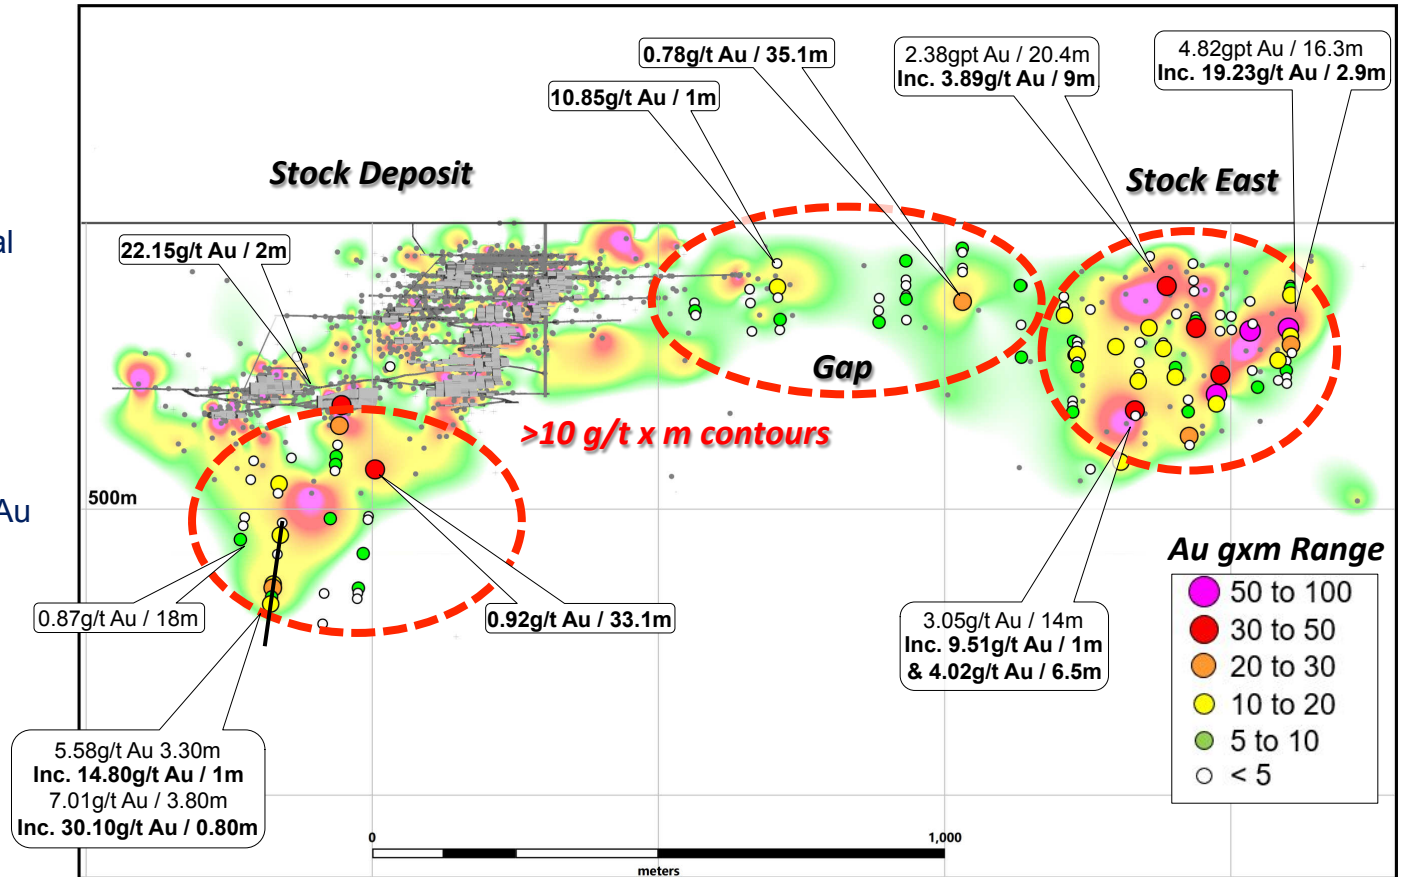 0.78g/t Au / 35.1m
2.38gpt Au / 20.4m
Inc. 3.89g/t Au / 9m
4.82gpt Au / 16.3m
Inc. 19.23g/t Au / 2.9m
10.85g/t Au / 1m
Stock Deposit
Stock East
22.15g/t Au / 2m
al
Gap
>10 g/t x m contours
500m
Au
0.87g/t Au / 18m
0.92g/t Au / 33.1m
3.05g/t Au / 14m
Inc. 9.51g/t Au / 1m
& 4.02g/t Au / 6.5m
Au gxm Range
50 to 100
30 to 50
20 to 30
10 to 20
5 to 10
< 5
5.58g/t Au 3.30m
Inc. 14.80g/t Au / 1m
7.01g/t Au / 3.80m
Inc. 30.10g/t Au / 0.80m
0
1,000
meters